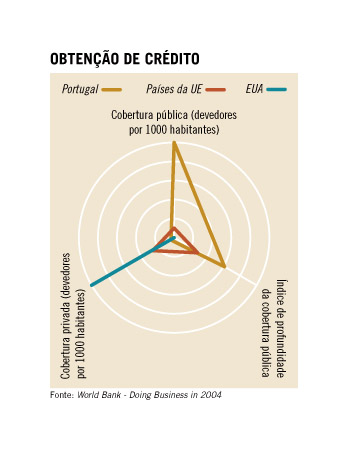 OBTENÇÃO DE CRÉDITO
Portugal Países da UE EUA
Cobertura pública (devedores
por 1000 habitantes)
Cobertura privada (devedores
por 1000 habitantes)
Índice de profundidade
da cobertura pública
Fonte: World Bank - Doing Business in 2004